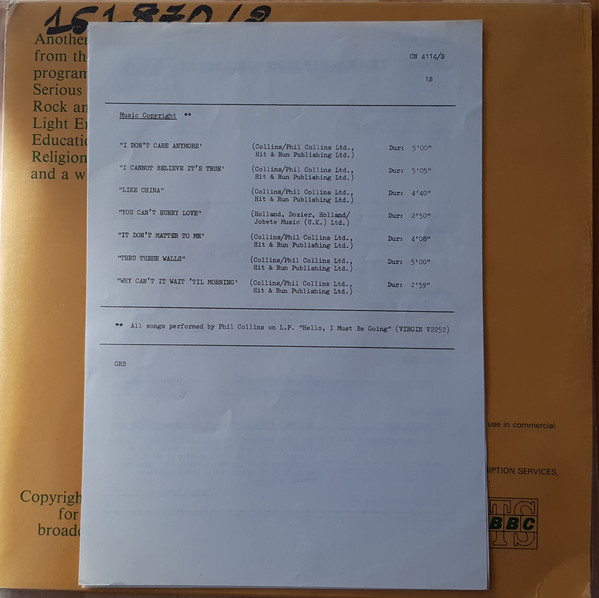 151-870/2
Another
from th
program
Serious
Rock an
Light En
Educatio
Religion
and a w
CN 4114/S
1B
Music Copyright **
"I DON'T CARE ANYMORE" (Collins/Phil Collins Ltd., Dur: 5'00"
Hit & Run Publishing Ltd.)
"I CANNOT BELIEVE IT'S TRUE" (Collins/Phil Collins Ltd., Dur: 5'05"
Hit & Run Publishing Ltd.)
"LIKE CHINA" (Collins/Phil Collins Ltd., Dur: 4'40"
Hit & Run Publishing Ltd.)
"YOU CAN'T HURRY LOVE" (Holland, Dozier, Holland/ Dur: 2'50"
Jobete Music (U.K.) Ltd.)
"IT DON'T MATTER TO ME' (Collins/Phil Collins Ltd., Dur: 4'08"
Hit & Run Publishing Ltd.)
"THRU THESE WALLS" (Collins/Phil Collins Ltd., Dur: 5'00"
Hit & Run Publishing Ltd.)
"WHY CAN'T IT WAIT 'TIL MORNING' (Collins/Phil Collins Ltd., Dur: 2'59"
Hit & Run Publishing Ltd.)
** All songs performed by Phil Collins on L.P. "Hello, I Must Be Going" (VIRGIN V2252)
GRB
use in commercial
RIPTION SERVICES,
Copyrigh
for
broadc
TS
BBC